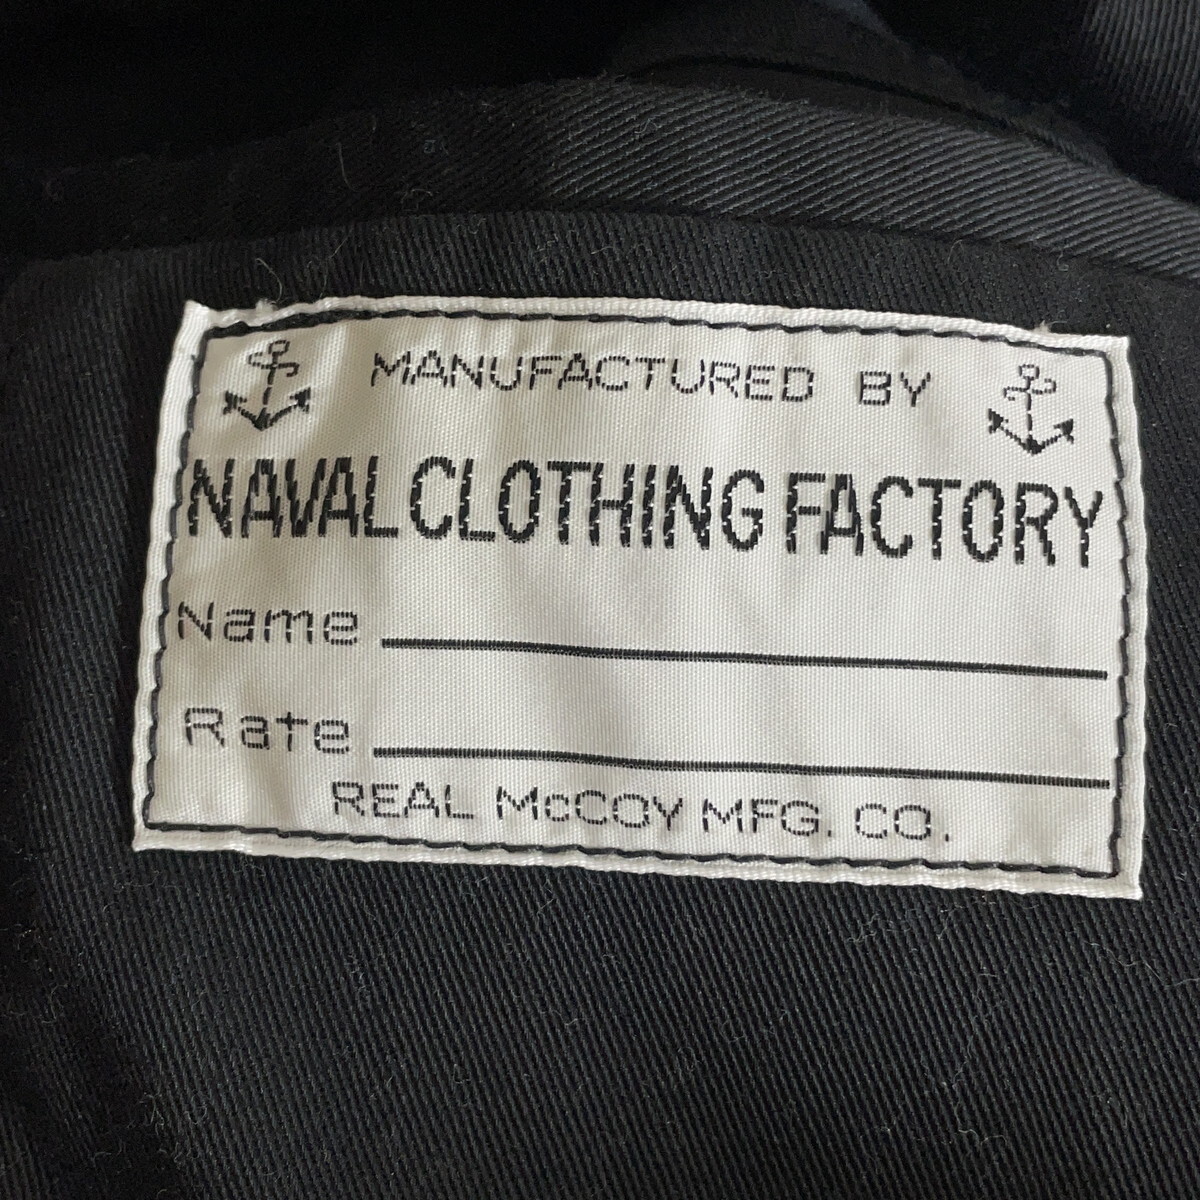 MANUFACTURED BY
NAVAL CLOTHING FACTORY
Name
Rate
REAL McCOY MFG. CO.